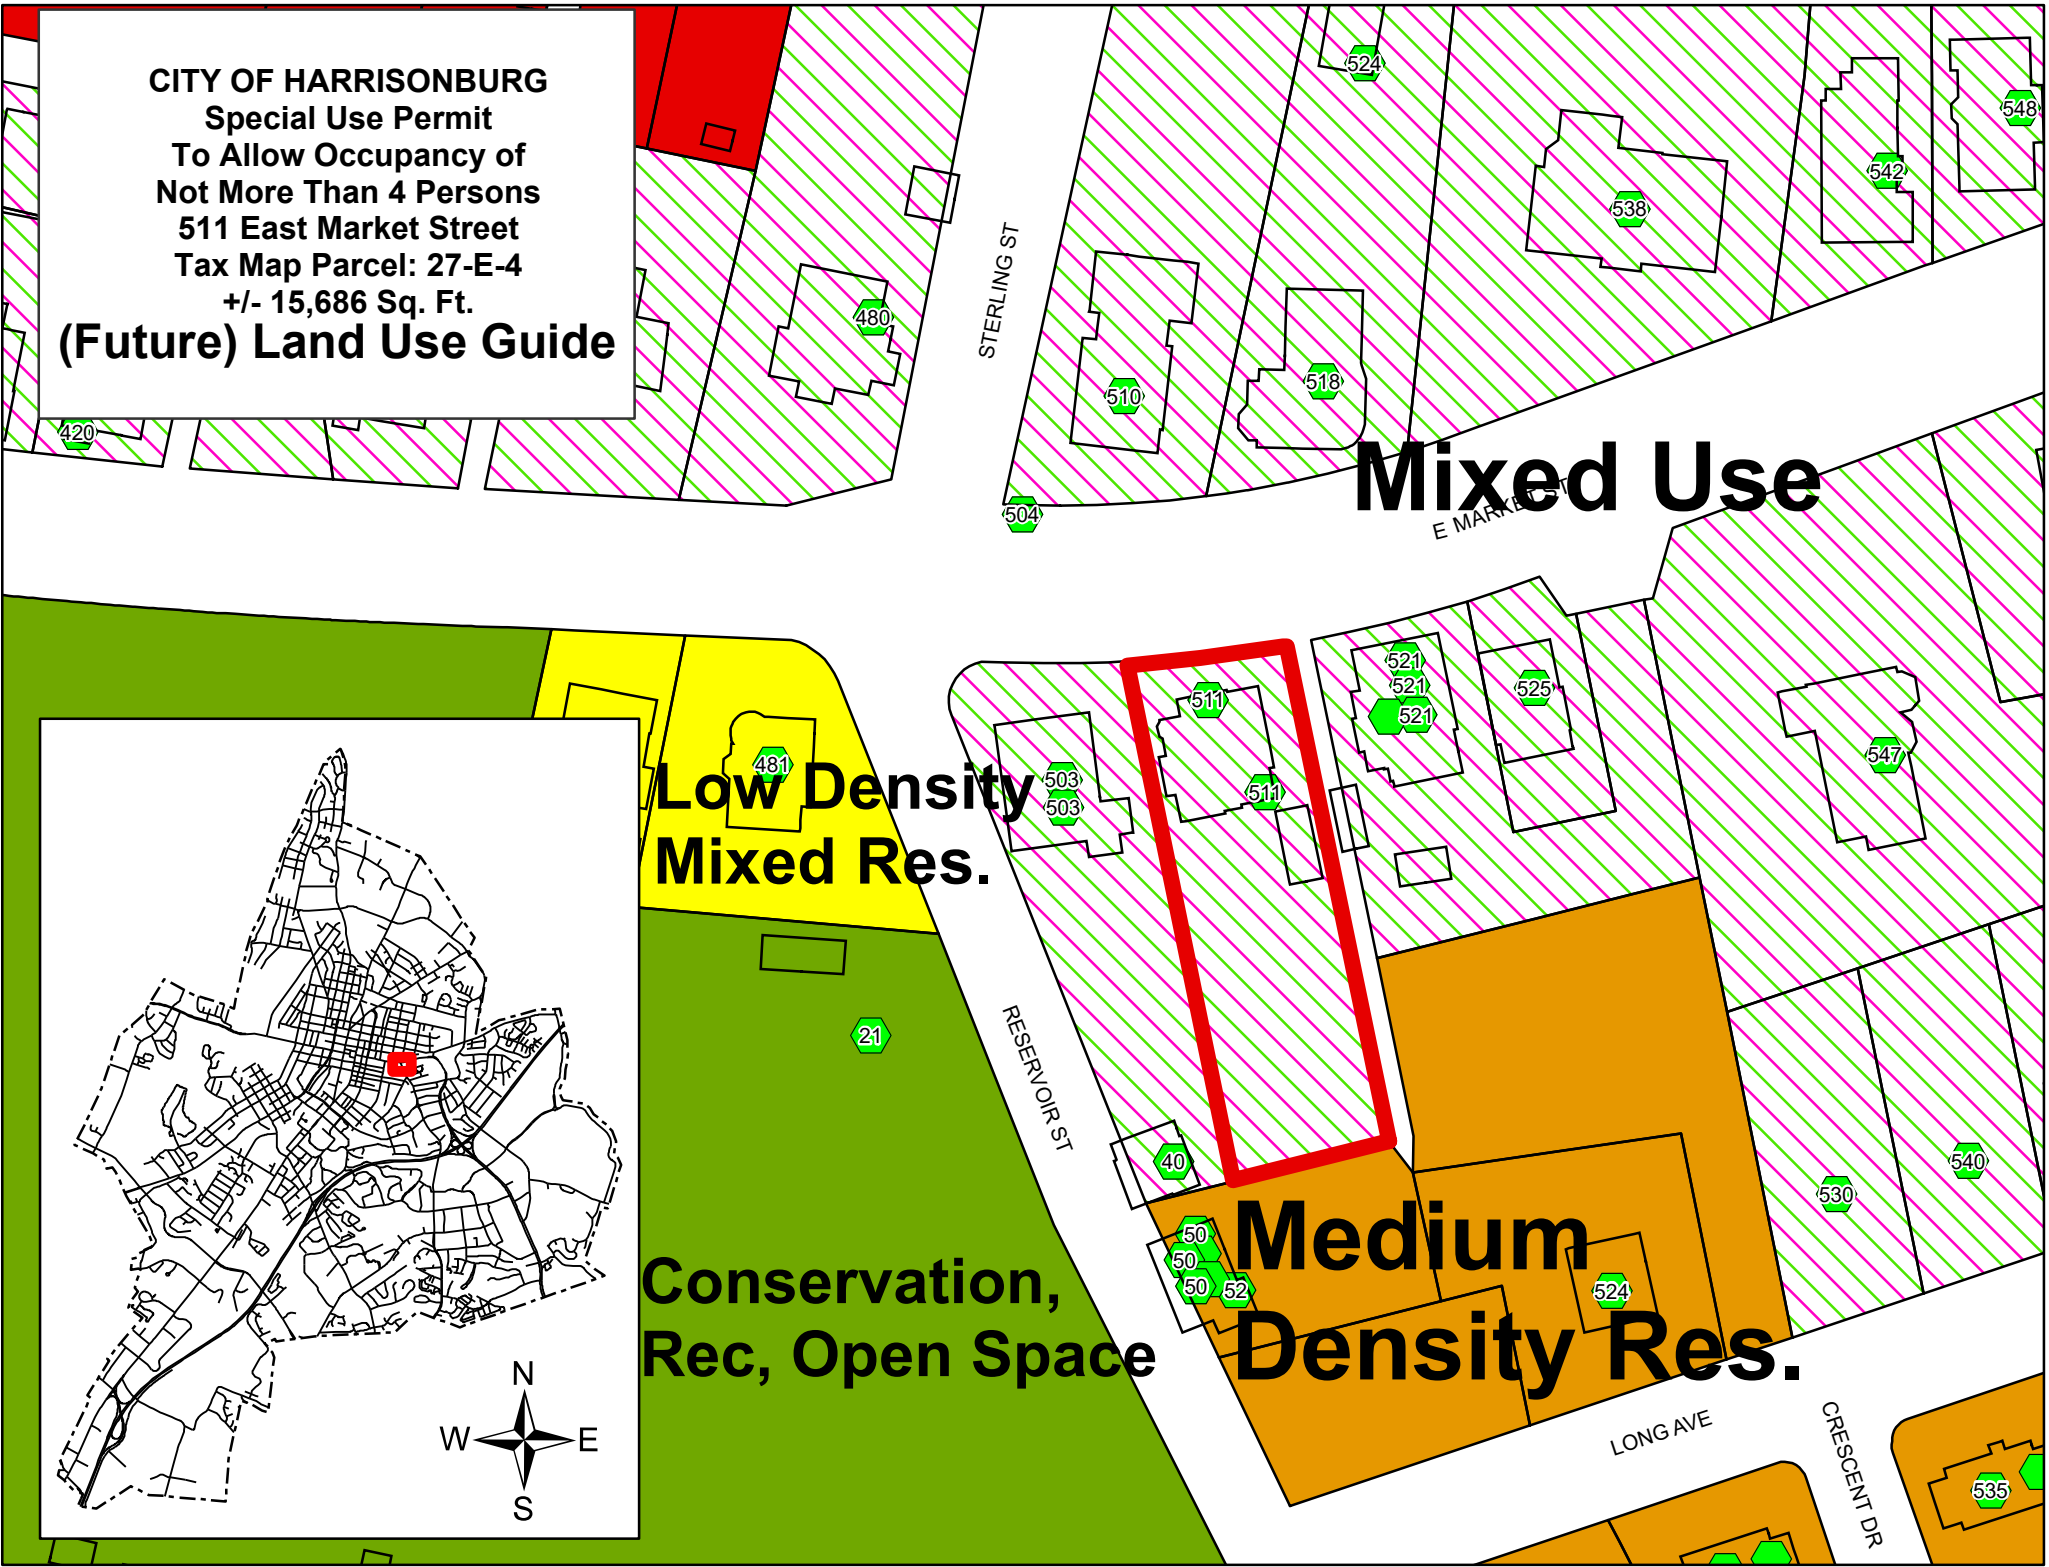 CITY OF HARRISONBURG
Special Use Permit
To Allow Occupancy of
Not More Than 4 Persons
511 East Market Street
Tax Map Parcel: 27-E-4
+/- 15,686 Sq. Ft.
(Future) Land Use Guide
524
548
542
538
480
STERLING ST
518
510
420
Mixed Use
E MARKET ST
504
521
521
521
525
511
547
481
503
503
511
Low Density
Mixed Res.
21
RESERVOIR ST
40
540
530
Medium
Density Res.
50
50
50
52
524
Conservation,
Rec, Open Space
N
W
E
S
LONG AVE
CRESCENT DR
535